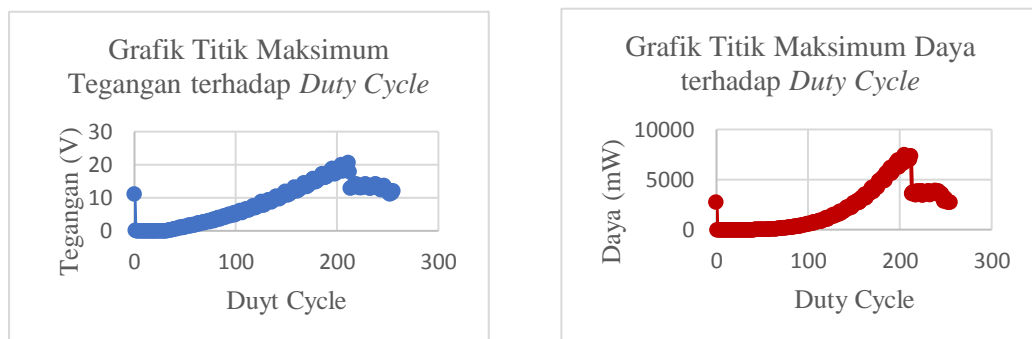 Grafik Titik Maksimum
Tegangan terhadap Duty Cycle
Tegangan (V)
30
20
10
0
0 100 200 300
Duyt Cycle
Grafik Titik Maksimum Daya
terhadap Duty Cycle
Daya (mW)
10000
5000
0
0 100 200 300
Duty Cycle